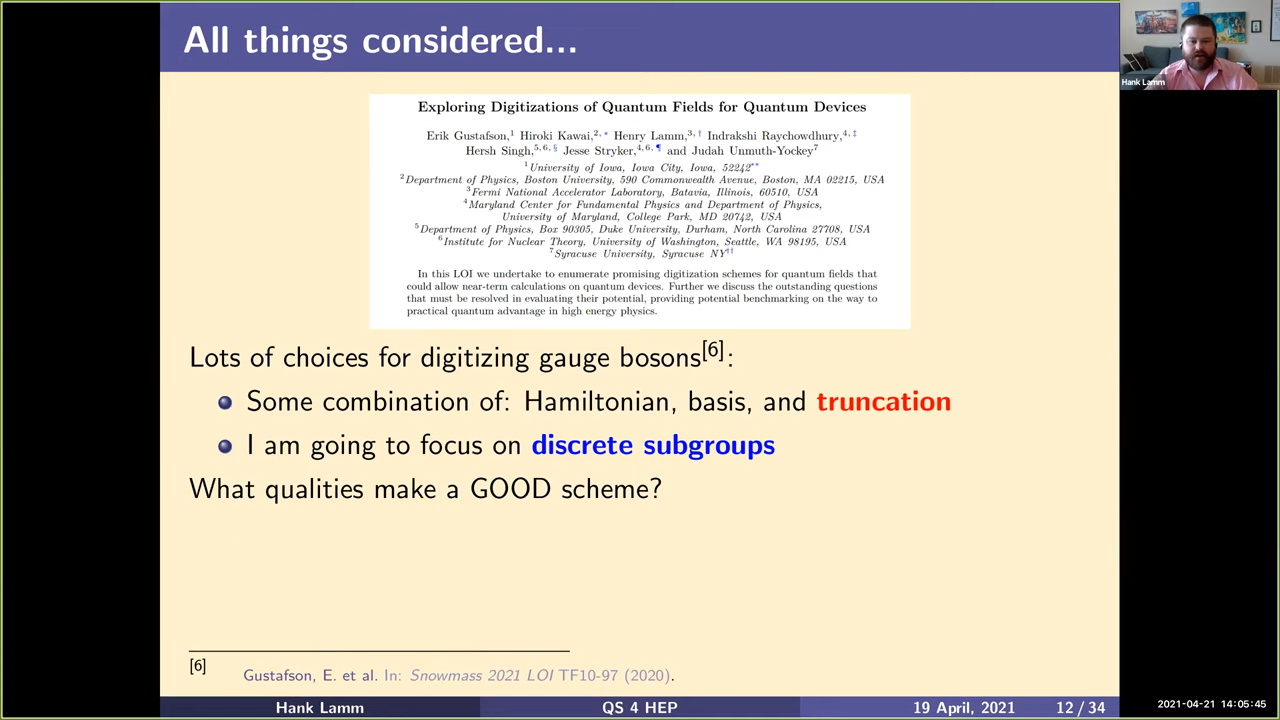 All things considered...
Hank Lamm
Exploring Digitizations of Quantum Fields for Quantum Devices
Erik Gustafson,1 Hiroki Kawai,2, * Henry Lamm,3, † Indrakshi Raychowdhury,4, ‡
Hersh Singh,5, 6, § Jesse Stryker,4, 6, ¶ and Judah Unmuth-Yockey7
1University of Iowa, Iowa City, Iowa, 52242**
2Department of Physics, Boston University, 590 Commonwealth Avenue, Boston, MA 02215, USA
3Fermi National Accelerator Laboratory, Batavia, Illinois, 60510, USA
4Maryland Center for Fundamental Physics and Department of Physics,
University of Maryland, College Park, MD 20742, USA
5Department of Physics, Box 90305, Duke University, Durham, North Carolina 27708, USA
6Institute for Nuclear Theory, University of Washington, Seattle, WA 98195, USA
7Syracuse University, Syracuse NY††
In this LOI we undertake to enumerate promising digitization schemes for quantum fields that
could allow near-term calculations on quantum devices. Further we discuss the outstanding questions
that must be resolved in evaluating their potential, providing potential benchmarking on the way to
practical quantum advantage in high energy physics.
Lots of choices for digitizing gauge bosons[6]:
Some combination of: Hamiltonian, basis, and truncation
I am going to focus on discrete subgroups
What qualities make a GOOD scheme?
[6] Gustafson, E. et al. In: Snowmass 2021 LOI TF10-97 (2020).
Hank Lamm QS 4 HEP 19 April, 2021 12 / 34
2021-04-21 14:05:45